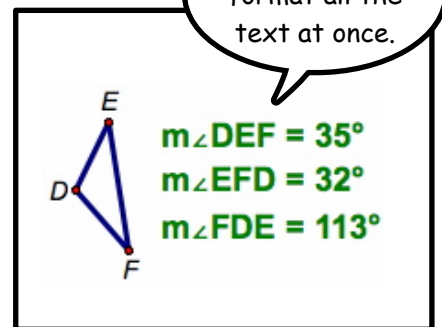 format all the
text at once.
E
m∠DEF = 35°
m∠EFD = 32°
D
m∠FDE = 113°
F